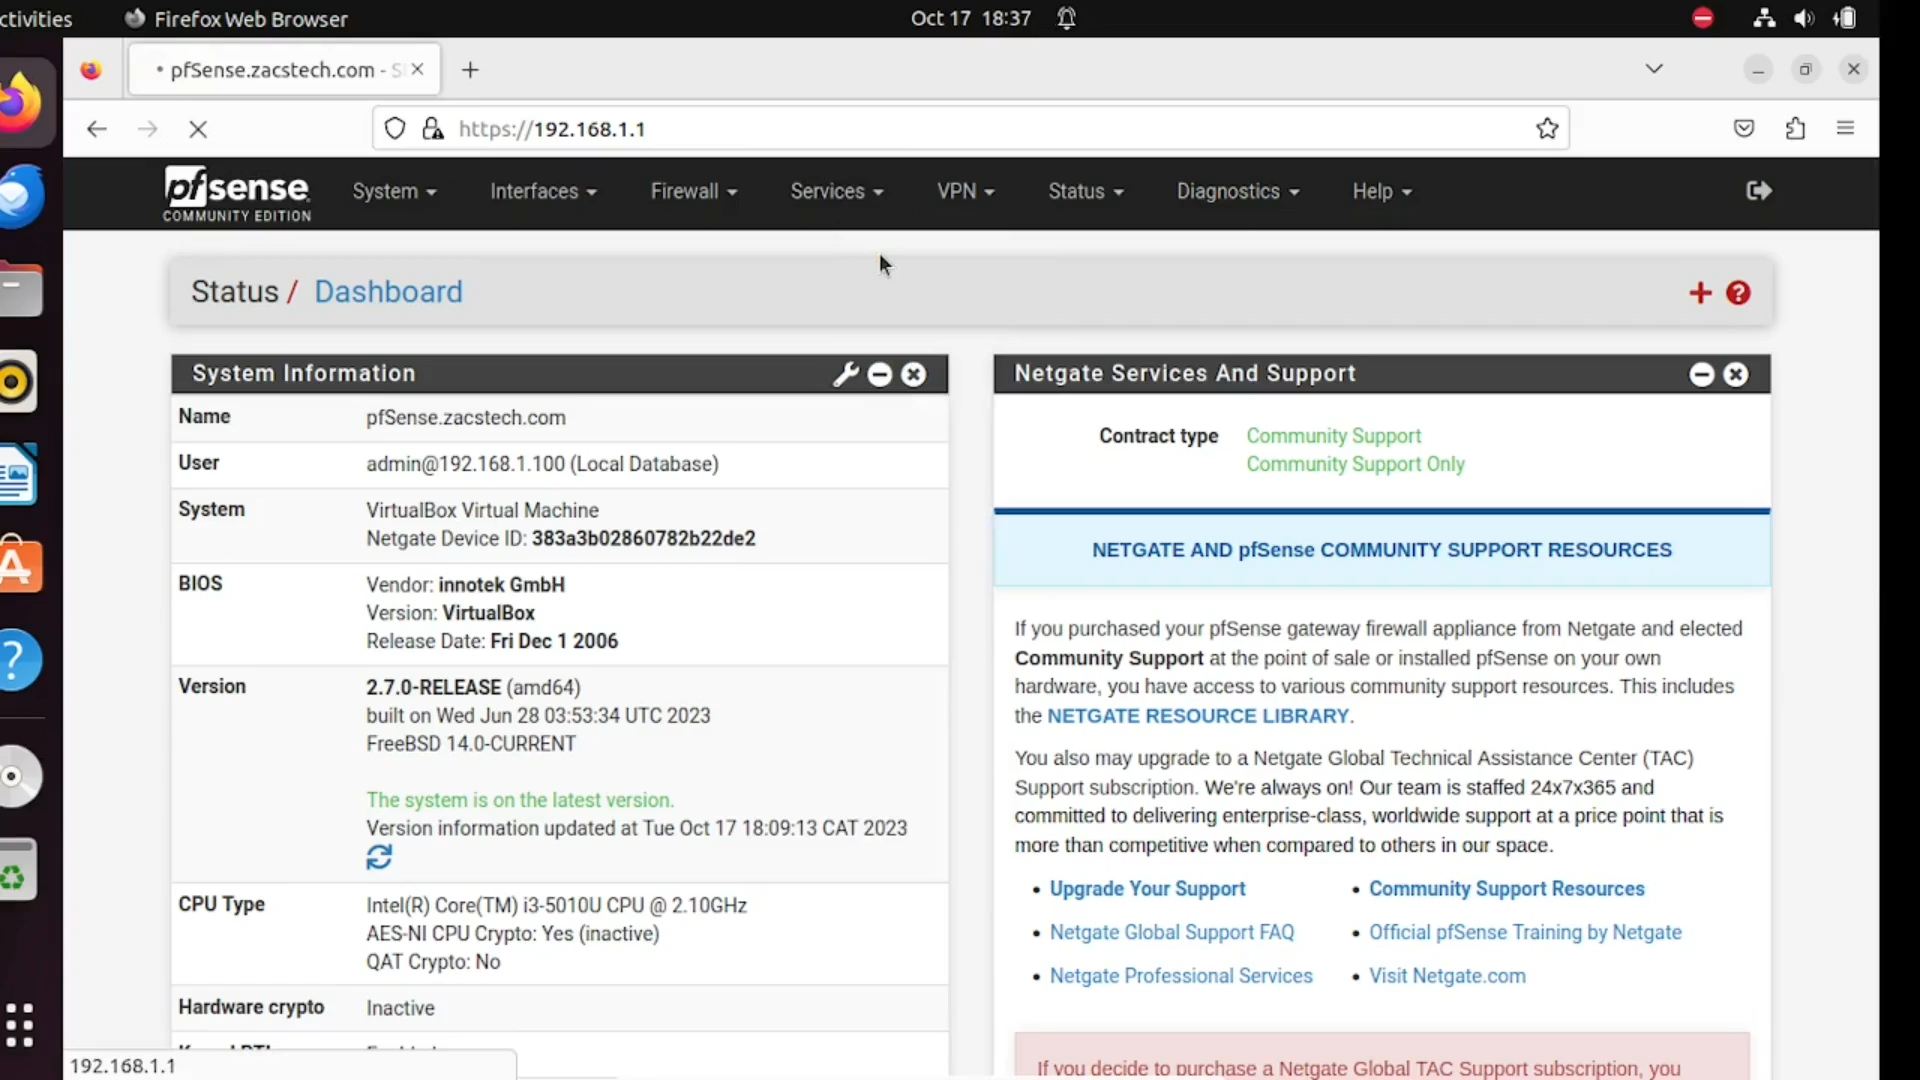 ctivities
Firefox Web Browser
Oct 17 18:37
pfSense.zacstech.com - S
https://192.168.1.1
pfsense
COMMUNITY EDITION
System
Interfaces
Firewall
Services
VPN
Status
Diagnostics
Help
Status / Dashboard
System Information
Name pfSense.zacstech.com
User admin@192.168.1.100 (Local Database)
System VirtualBox Virtual Machine
Netgate Device ID: 383a3b02860782b22de2
BIOS Vendor: innotek GmbH
Version: VirtualBox
Release Date: Fri Dec 1 2006
Version 2.7.0-RELEASE (amd64)
built on Wed Jun 28 03:53:34 UTC 2023
FreeBSD 14.0-CURRENT
The system is on the latest version.
Version information updated at Tue Oct 17 18:09:13 CAT 2023
CPU Type Intel(R) Core(TM) i3-5010U CPU @ 2.10GHz
AES-NI CPU Crypto: Yes (inactive)
QAT Crypto: No
Hardware crypto Inactive
192.168.1.1
Netgate Services And Support
Contract type Community Support
Community Support Only
NETGATE AND pfSense COMMUNITY SUPPORT RESOURCES
If you purchased your pfSense gateway firewall appliance from Netgate and elected
Community Support at the point of sale or installed pfSense on your own
hardware, you have access to various community support resources. This includes
the NETGATE RESOURCE LIBRARY.
You also may upgrade to a Netgate Global Technical Assistance Center (TAC)
Support subscription. We're always on! Our team is staffed 24x7x365 and
committed to delivering enterprise-class, worldwide support at a price point that is
more than competitive when compared to others in our space.
• Upgrade Your Support
• Community Support Resources
• Netgate Global Support FAQ
• Official pfSense Training by Netgate
• Netgate Professional Services
• Visit Netgate.com
If you decide to purchase a Netgate Global TAC Support subscription, you